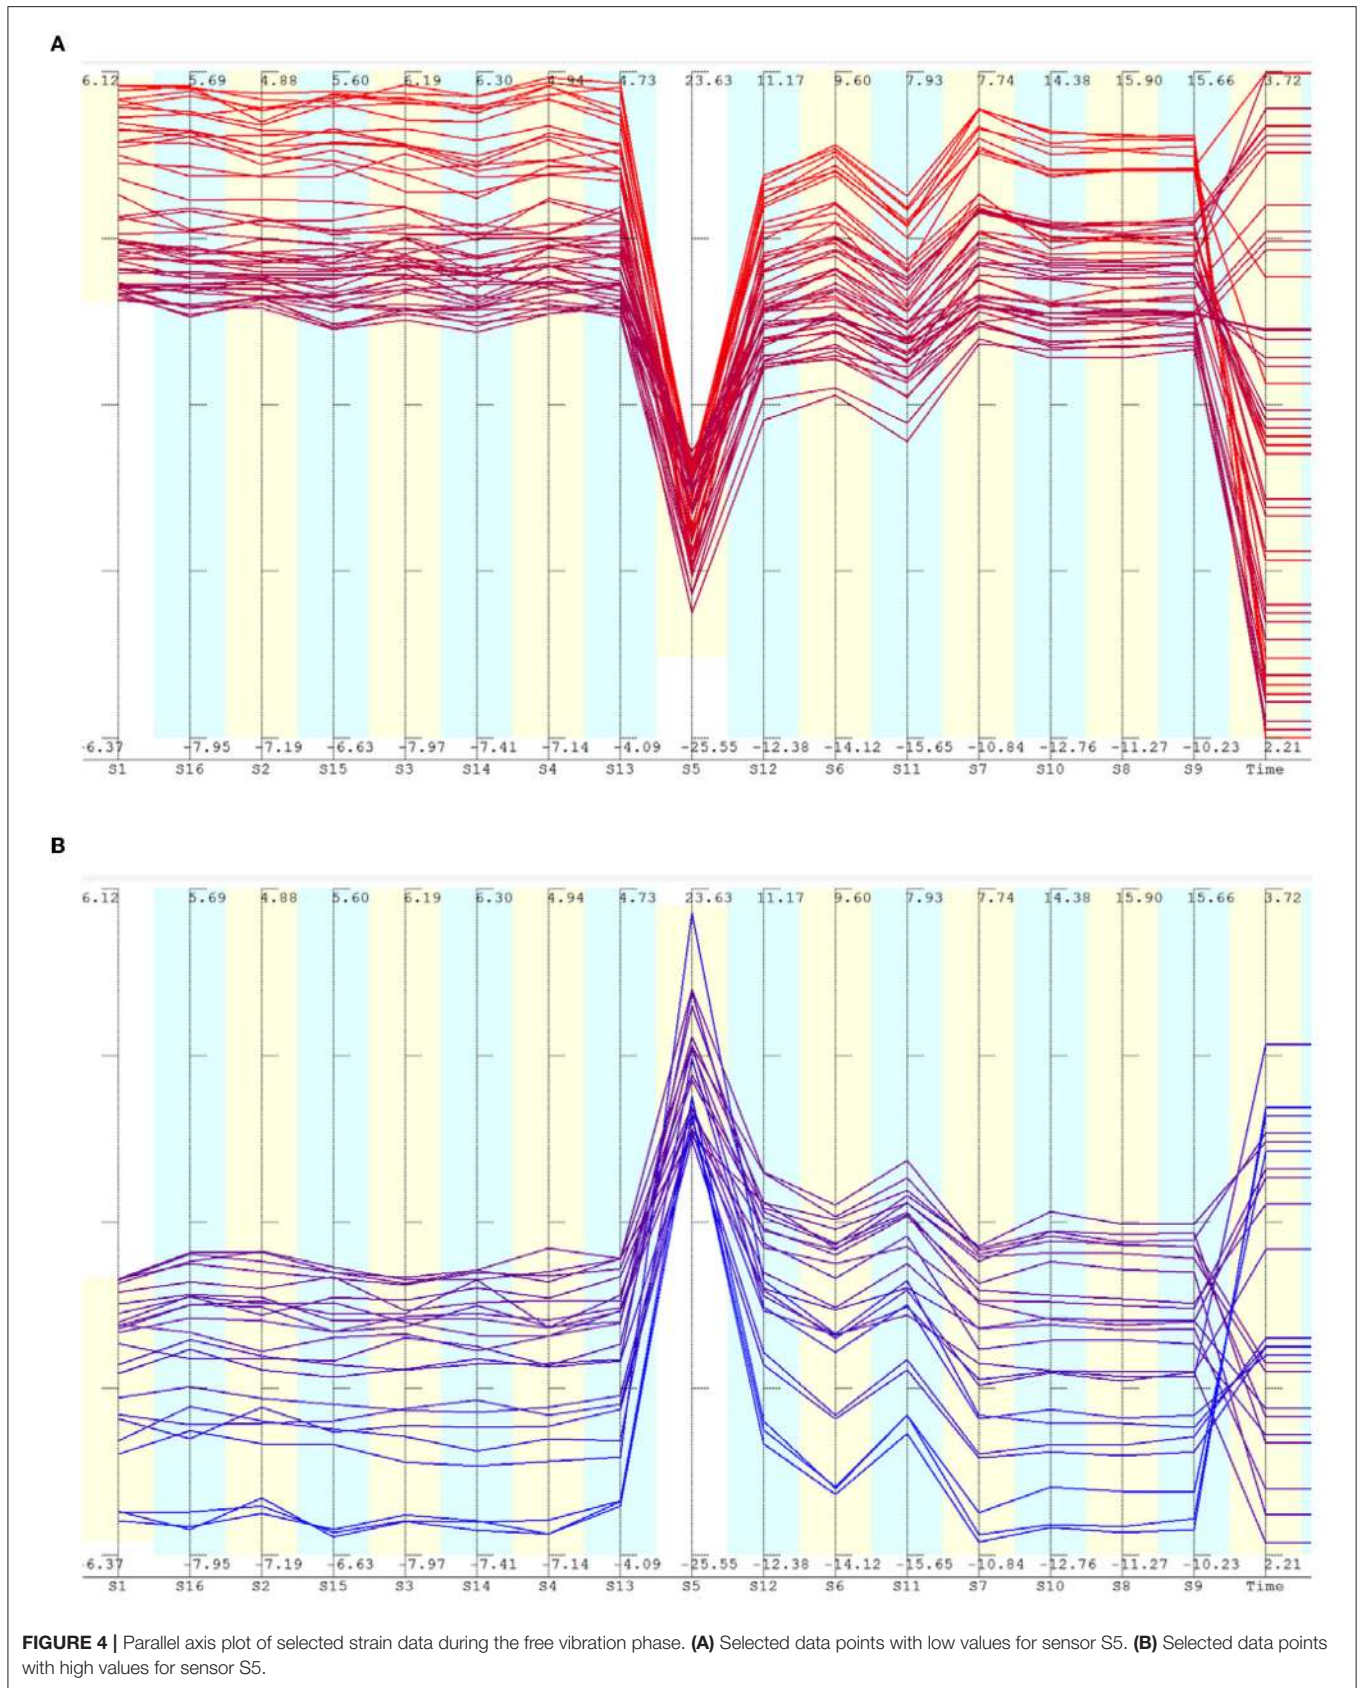 A
6.12 5.69 4.88 5.60 6.19 6.30 4.94 4.73 23.63 11.17 9.60 7.93 7.74 14.38 15.90 15.66 3.72
-6.37 -7.95 -7.19 -6.63 -7.97 -7.41 -7.14 -4.09 -25.55 -12.38 -14.12 -15.65 -10.84 -12.76 -11.27 -10.23 2.21
S1 S16 S2 S15 S3 S14 S4 S13 S5 S12 S6 S11 S7 S10 S8 S9 Time
B
6.12 5.69 4.88 5.60 6.19 6.30 4.94 4.73 23.63 11.17 9.60 7.93 7.74 14.38 15.90 15.66 3.72
-6.37 -7.95 -7.19 -6.63 -7.97 -7.41 -7.14 -4.09 -25.55 -12.38 -14.12 -15.65 -10.84 -12.76 -11.27 -10.23 2.21
S1 S16 S2 S15 S3 S14 S4 S13 S5 S12 S6 S11 S7 S10 S8 S9 Time
FIGURE 4 | Parallel axis plot of selected strain data during the free vibration phase. (A) Selected data points with low values for sensor S5. (B) Selected data points
with high values for sensor S5.